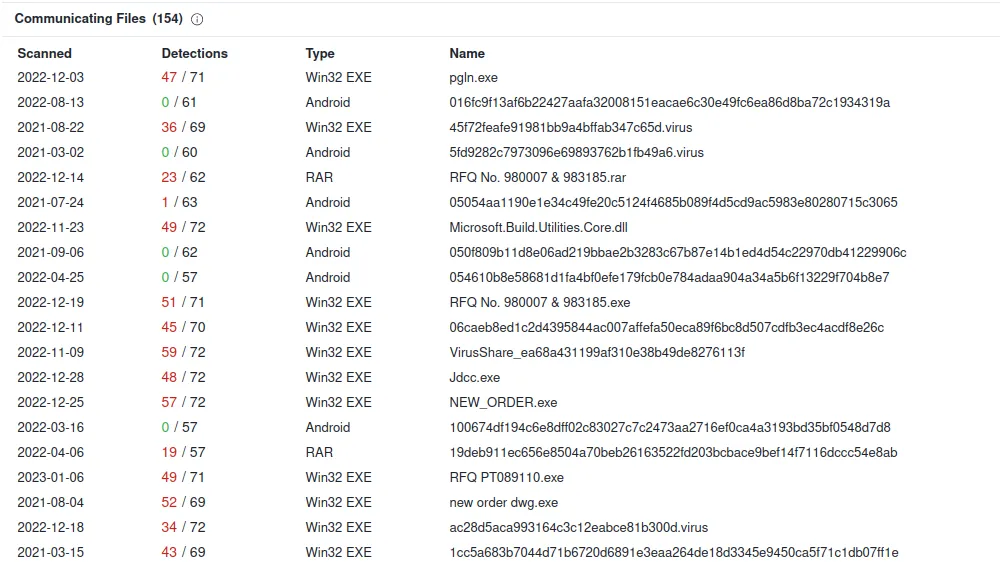 Communicating Files (154)
Scanned Detections Type Name
2022-12-03 47 / 71 Win32 EXE pgln.exe
2022-08-13 0 / 61 Android 016fc9f13af6b22427aafa32008151eacae6c30e49fc6ea86d8ba72c1934319a
2021-08-22 36 / 69 Win32 EXE 45f72feafe91981bb9a4bffab347c65d.virus
2021-03-02 0 / 60 Android 5fd9282c7973096e69893762b1fb49a6.virus
2022-12-14 23 / 62 RAR RFQ No. 980007 & 983185.rar
2021-07-24 1 / 63 Android 05054aa1190e1e34c49fe20c5124f4685b089f4d5cd9ac5983e80280715c3065
2022-11-23 49 / 72 Win32 EXE Microsoft.Build.Utilities.Core.dll
2021-09-06 0 / 62 Android 050f809b11d8e06ad219bbae2b3283c67b87e14b1ed4d54c22970db41229906c
2022-04-25 0 / 57 Android 054610b8e58681d1fa4bf0efe179fcb0e784adaa904a34a5b6f13229f704b8e7
2022-12-19 51 / 71 Win32 EXE RFQ No. 980007 & 983185.exe
2022-12-11 45 / 70 Win32 EXE 06caeb8ed1c2d4395844ac007affefa50eca89f6bc8d507cdfb3ec4acdf8e26c
2022-11-09 59 / 72 Win32 EXE VirusShare_ea68a431199af310e38b49de8276113f
2022-12-28 48 / 72 Win32 EXE Jdcc.exe
2022-12-25 57 / 72 Win32 EXE NEW_ORDER.exe
2022-03-16 0 / 57 Android 100674df194c6e8dff02c83027c7c2473aa2716ef0ca4a3193bd35bf0548d7d8
2022-04-06 19 / 57 RAR 19deb911ec656e8504a70beb26163522fd203bcbace9bef14f7116dccc54e8ab
2023-01-06 49 / 71 Win32 EXE RFQ PT089110.exe
2021-08-04 52 / 69 Win32 EXE new order dwg.exe
2022-12-18 34 / 72 Win32 EXE ac28d5aca993164c3c12eabce81b300d.virus
2021-03-15 43 / 69 Win32 EXE 1cc5a683b7044d71b6720d6891e3eaa264de18d3345e9450ca5f71c1db07ff1e